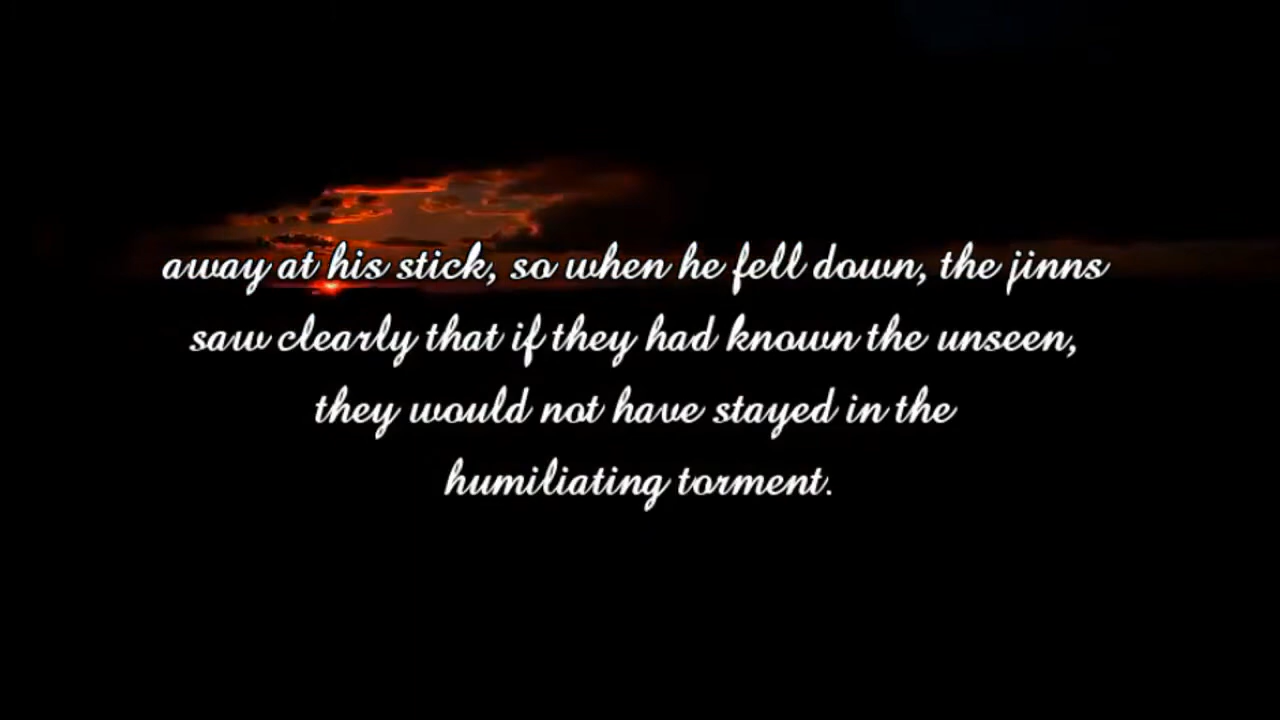 away at his stick, so when he fell down, the jinns
saw clearly that if they had known the unseen,
they would not have stayed in the
humiliating torment.